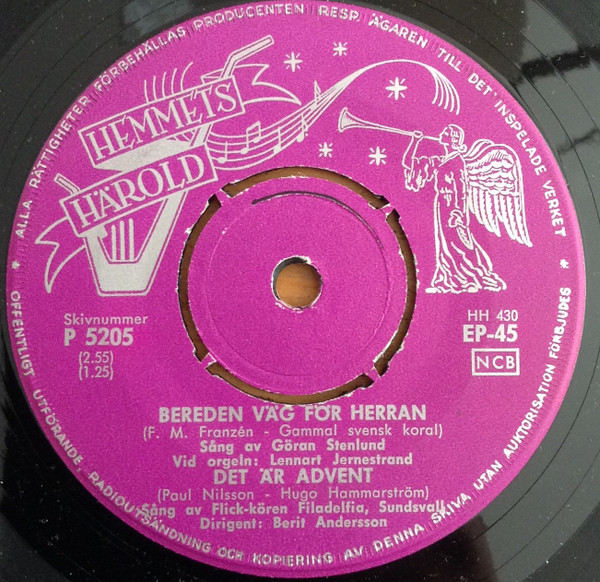 * ALLA RÄTTIGHETER FÖRBEHÅLLAS PRODUCENTEN RESP. ÄGAREN TILL DET INSPELADE VERKET *
OFFENTLIGT UTFÖRANDE, RADIOUTSÄNDNING OCH KOPIERING AV DENNA SKIVA UTAN AUKTORISATION FÖRBJUDES
HEMMETS
HÄROLD
Skivnummer
P 5205
(2.55)
(1.25)
HH 430
EP-45
NCB
BEREDEN VÄG FÖR HERRAN
(F. M. Franzén - Gammal svensk koral)
Sång av Göran Stenlund
Vid orgeln: Lennart Jernestrand
DET ÄR ADVENT
(Paul Nilsson - Hugo Hammarström)
Sång av Flick-kören Filadelfia, Sundsvall
Dirigent: Berit Andersson